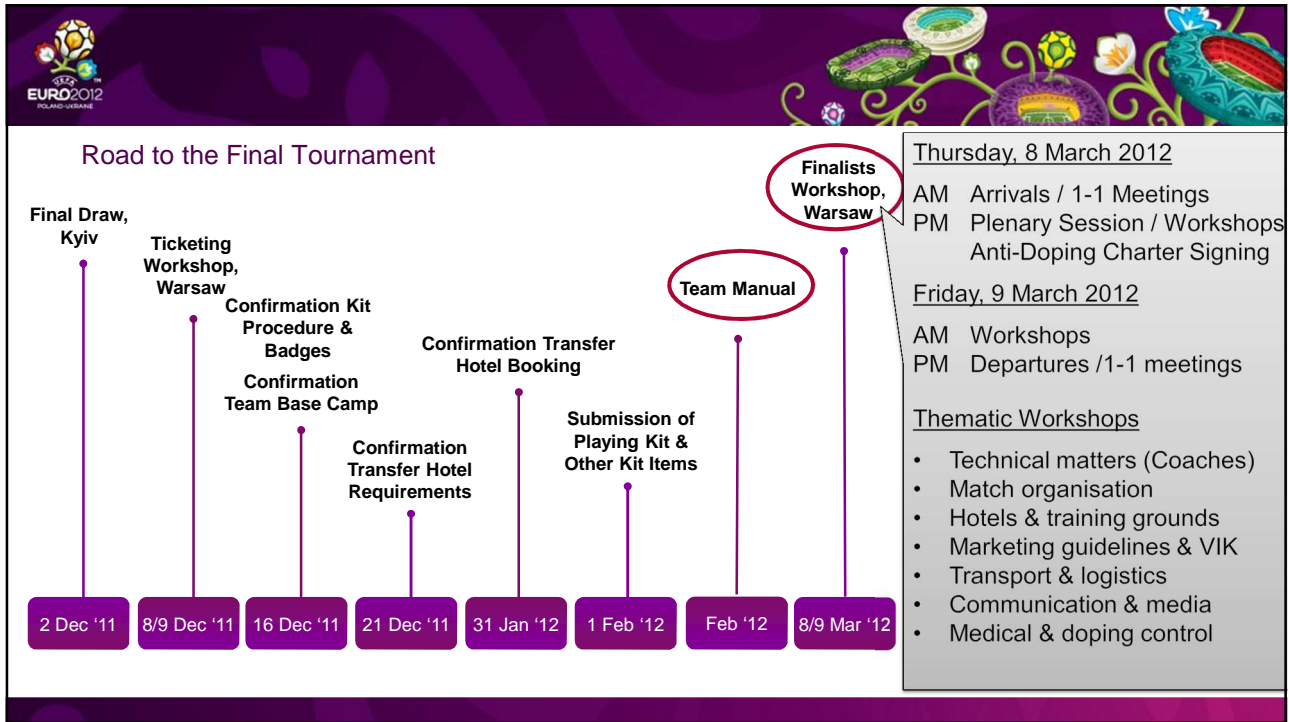 UEFA
™
EURO2012
POLAND-UKRAINE
Road to the Final Tournament
Final Draw,
Kyiv
Ticketing
Workshop,
Warsaw
Confirmation Kit
Procedure &
Badges
Confirmation
Team Base Camp
Confirmation
Transfer Hotel
Requirements
Confirmation Transfer
Hotel Booking
Submission of
Playing Kit &
Other Kit Items
Team Manual
Finalists
Workshop,
Warsaw
2 Dec ‘11
8/9 Dec ‘11
16 Dec ‘11
21 Dec ‘11
31 Jan ‘12
1 Feb ‘12
Feb ‘12
8/9 Mar ‘12
Thursday, 8 March 2012
AM Arrivals / 1-1 Meetings
PM Plenary Session / Workshops
Anti-Doping Charter Signing
Friday, 9 March 2012
AM Workshops
PM Departures /1-1 meetings
Thematic Workshops
• Technical matters (Coaches)
• Match organisation
• Hotels & training grounds
• Marketing guidelines & VIK
• Transport & logistics
• Communication & media
• Medical & doping control